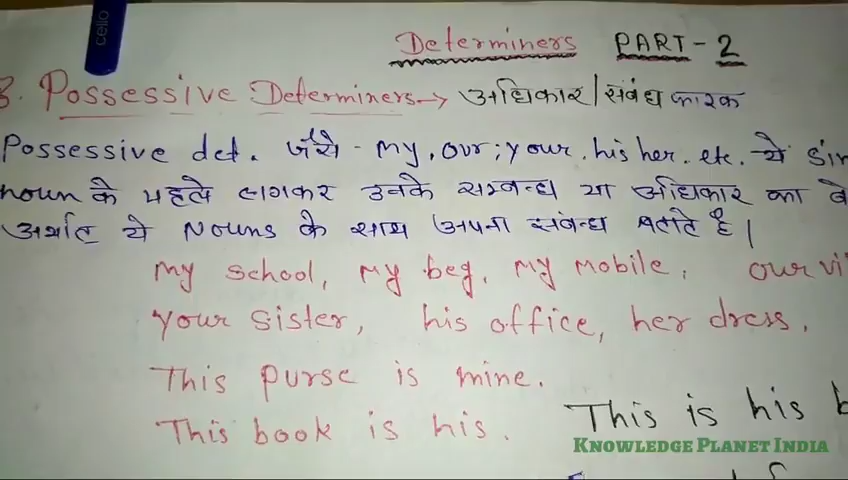 cello
Determiners PART-2
3. Possessive Determiners→ अधिकार/संबंध कारक
Possessive det. जैसे - my, our; your, his her. etc. ये
noun के पहले लगकर उनके सम्बन्ध या अधिकार का
अर्थात ये Nouns के साथ अपना संबंध बताते है।
my school, my beg, my mobile, our
your sister, his office, her dress.
This purse is mine.
This book is his. This is his
KNOWLEDGE PLANET INDIA